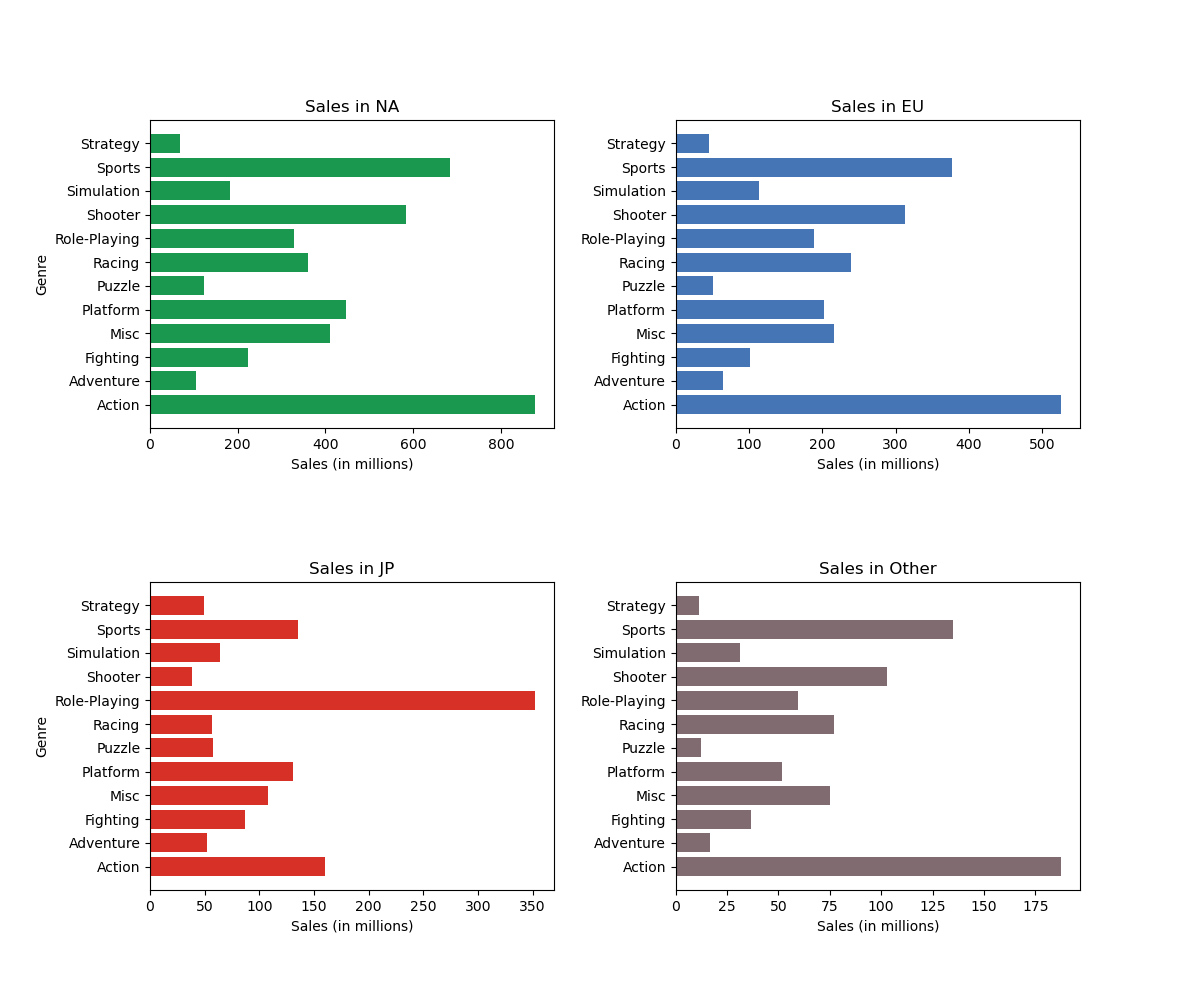 Sales in NA
Genre
Strategy
Sports
Simulation
Shooter
Role-Playing
Racing
Puzzle
Platform
Misc
Fighting
Adventure
Action
0 200 400 600 800
Sales (in millions)
Sales in EU
Strategy
Sports
Simulation
Shooter
Role-Playing
Racing
Puzzle
Platform
Misc
Fighting
Adventure
Action
0 100 200 300 400 500
Sales (in millions)
Sales in JP
Genre
Strategy
Sports
Simulation
Shooter
Role-Playing
Racing
Puzzle
Platform
Misc
Fighting
Adventure
Action
0 50 100 150 200 250 300 350
Sales (in millions)
Sales in Other
Strategy
Sports
Simulation
Shooter
Role-Playing
Racing
Puzzle
Platform
Misc
Fighting
Adventure
Action
0 25 50 75 100 125 150 175
Sales (in millions)